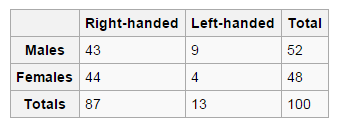 Right-handed Left-handed Total
Males 43 9 52
Females 44 4 48
Totals 87 13 100